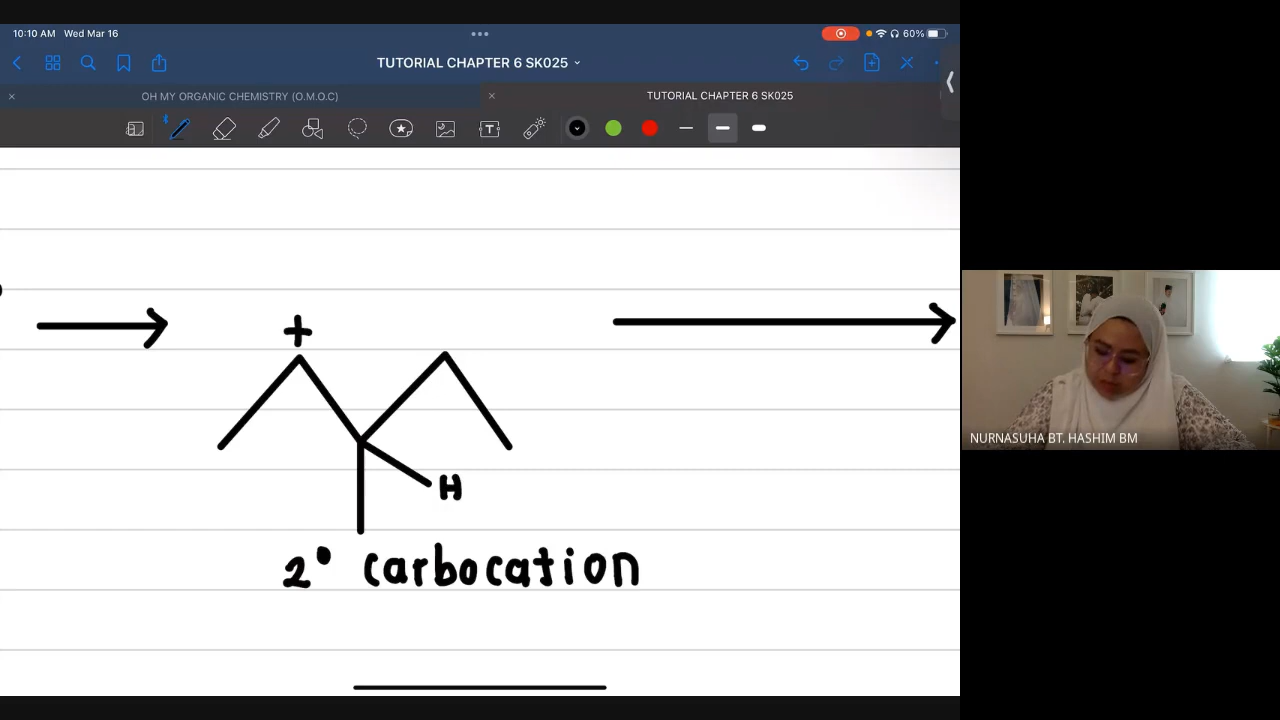 10:10 AM Wed Mar 16
60%
TUTORIAL CHAPTER 6 SK025
OH MY ORGANIC CHEMISTRY (O.M.O.C)
TUTORIAL CHAPTER 6 SK025
+
H
2° carbocation
NURNASUHA BT. HASHIM BM